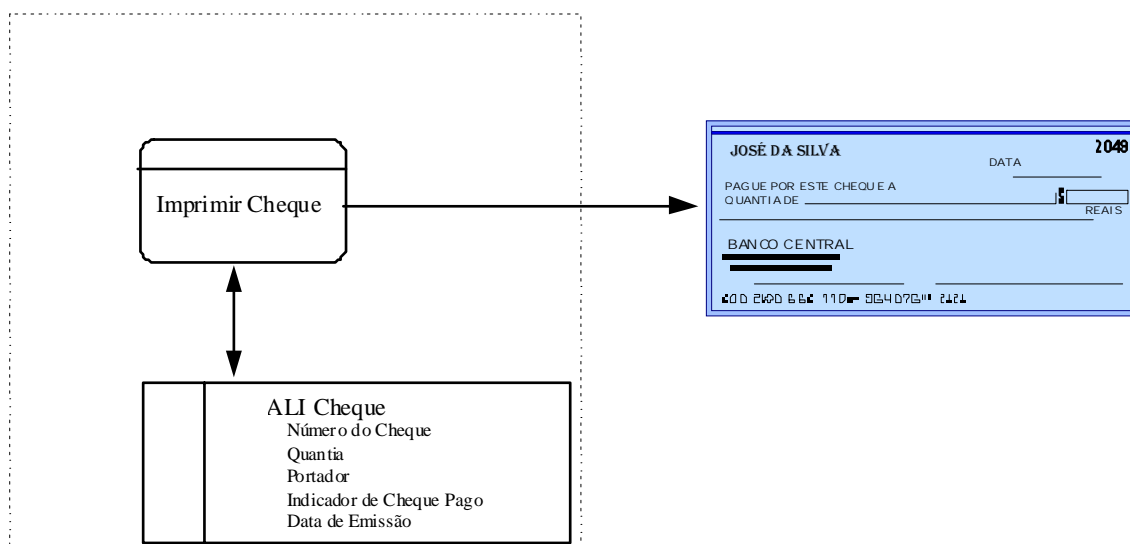 Imprimir Cheque
ALI Cheque
Número do Cheque
Quantia
Portador
Indicador de Cheque Pago
Data de Emissão
JOSÉ DA SILVA
2048
DATA
PAGUE POR ESTE CHEQUE A
QUANTIA DE
REAIS
BANCO CENTRAL